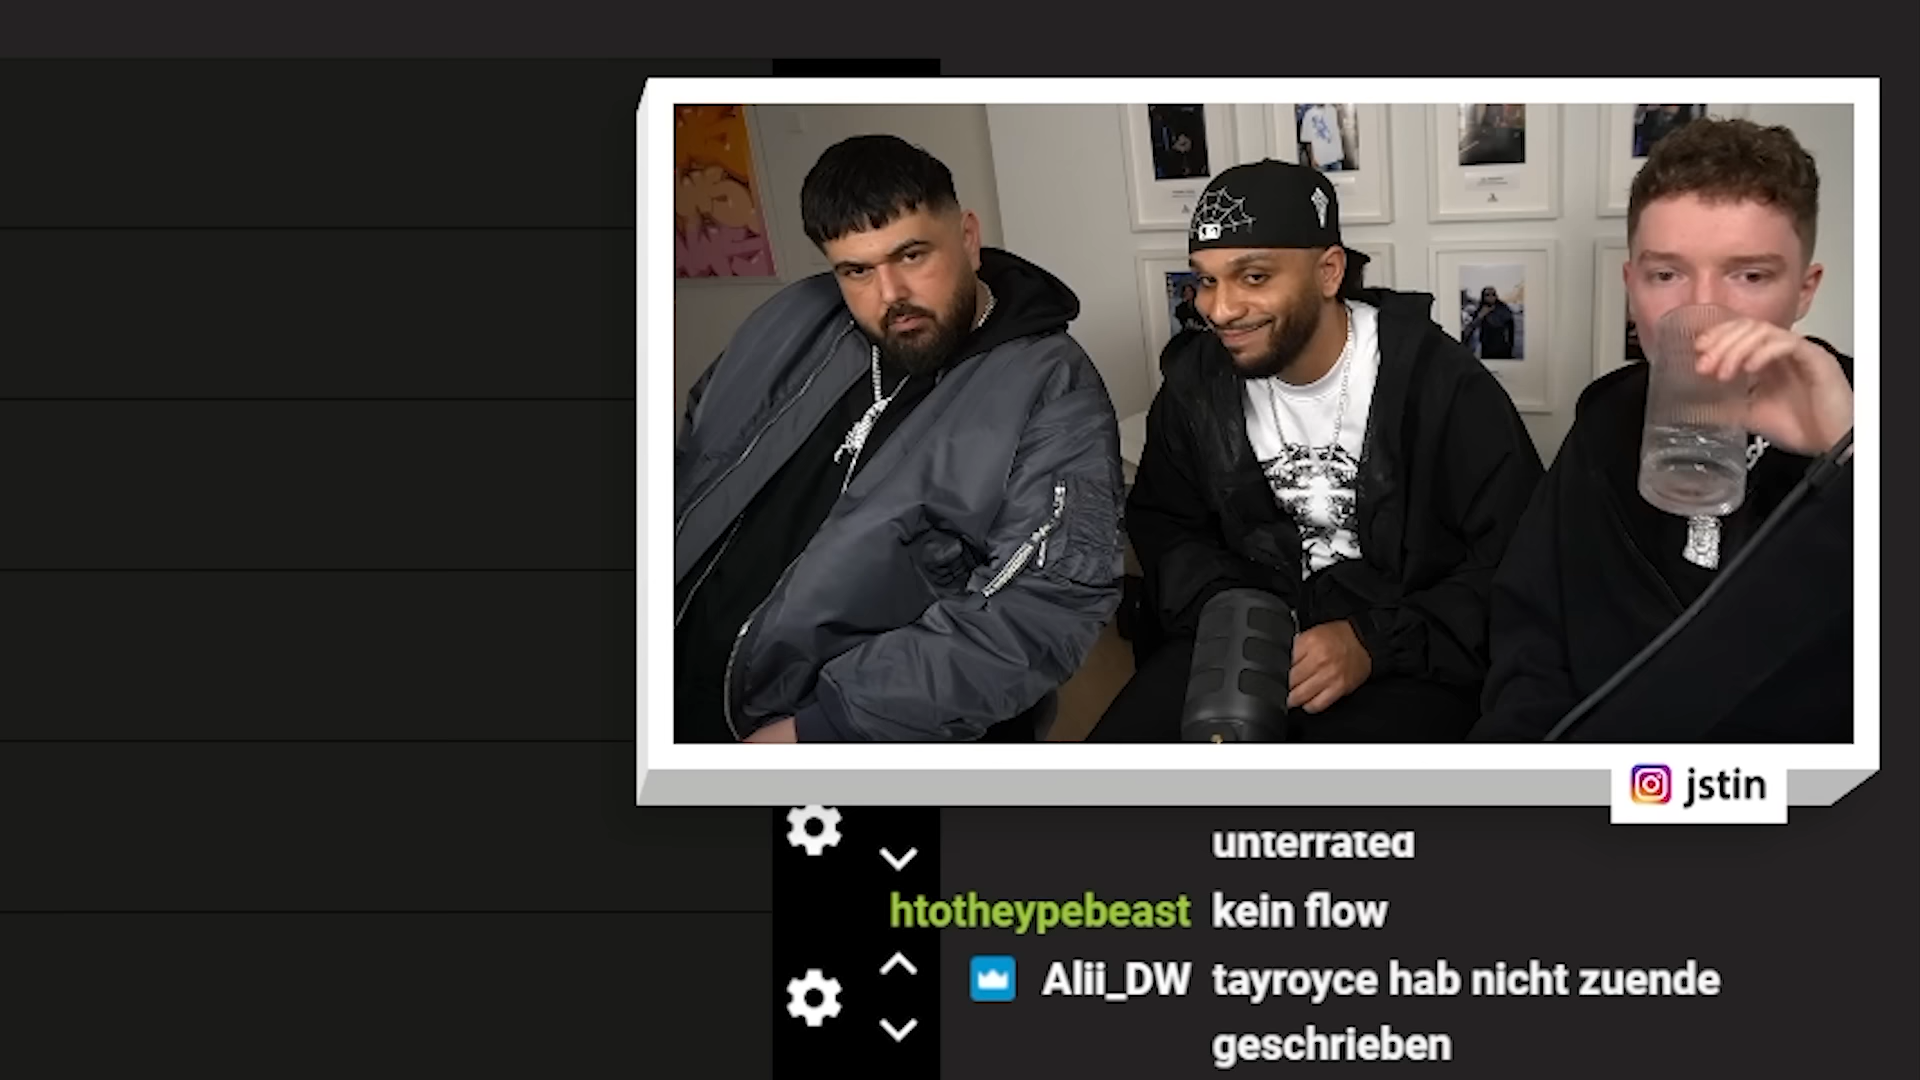 jstin
unterrated
htotheypebeast kein flow
Alii_DW tayroyce hab nicht zuende
geschrieben